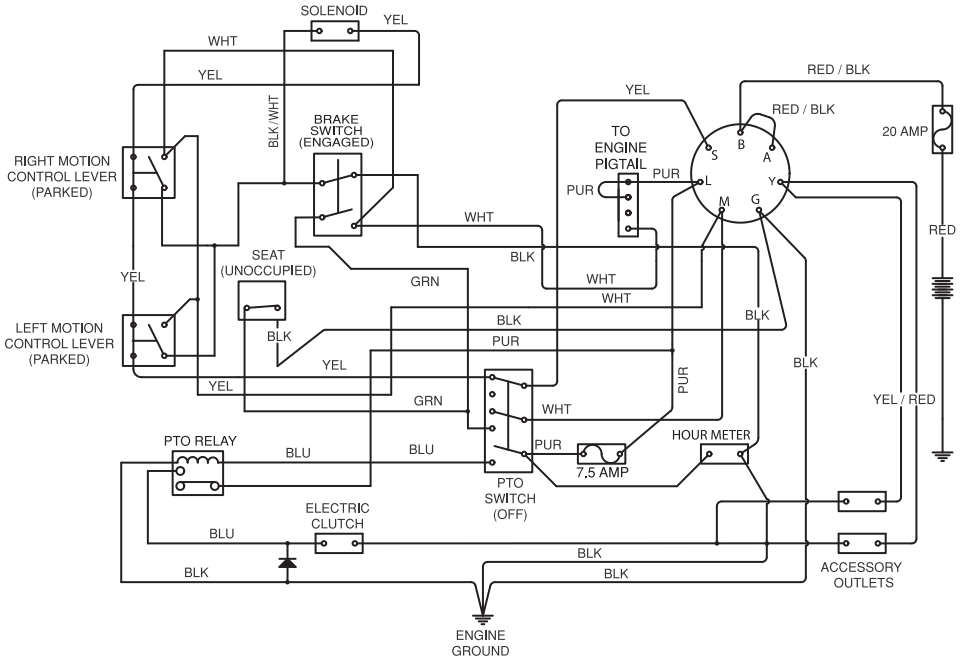 SOLENOID
YEL
WHT
RED / BLK
YEL
YEL
RED / BLK
BLK / WHT
BRAKE
SWITCH
(ENGAGED)
TO
ENGINE
PIGTAIL
20 AMP
B
S
A
RIGHT MOTION
CONTROL LEVER
(PARKED)
PUR
PUR
L
Y
M
G
WHT
RED
SEAT
(UNOCCUPIED)
BLK
YEL
GRN
WHT
WHT
LEFT MOTION
CONTROL LEVER
(PARKED)
BLK
BLK
BLK
PUR
YEL
BLK
YEL
PUR
GRN
WHT
YEL / RED
PTO RELAY
BLU
BLU
PUR
HOUR METER
7.5 AMP
PTO
SWITCH
(OFF)
ELECTRIC
CLUTCH
BLU
BLK
BLK
BLK
ACCESSORY
OUTLETS
ENGINE
GROUND